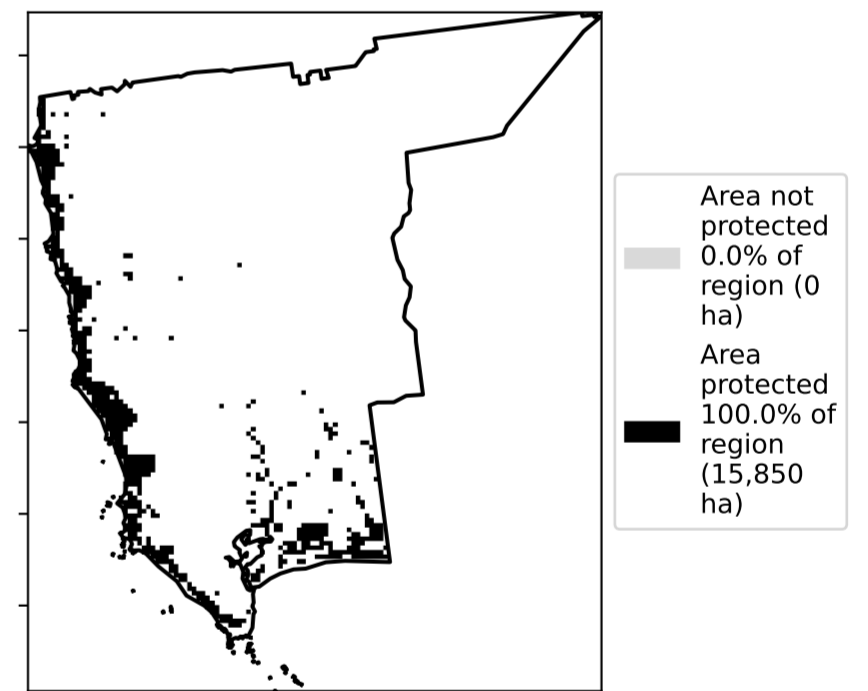 Area not
protected
0.0% of
region (0
ha)
Area
protected
100.0% of
region
(15,850
ha)